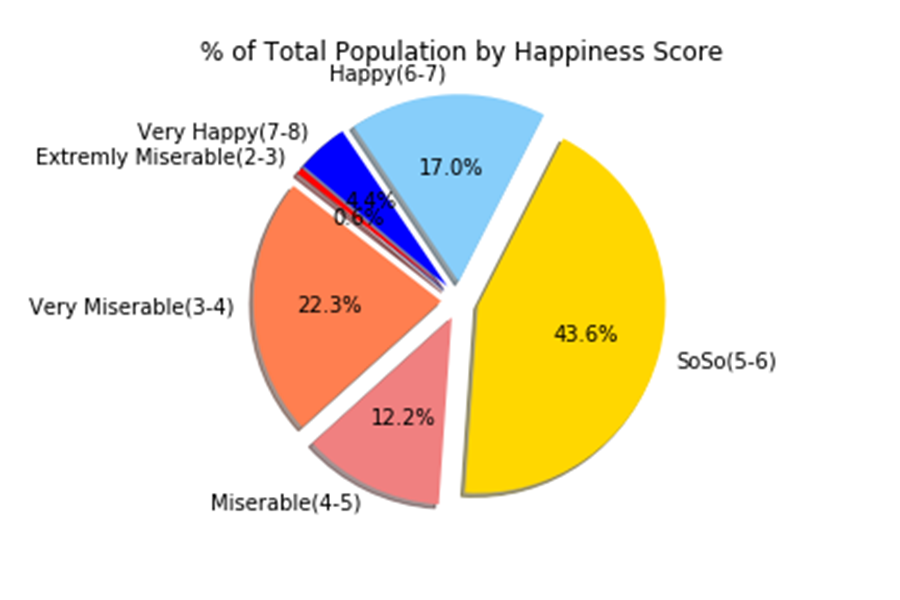 % of Total Population by Happiness Score
Happy(6-7)
Very Happy(7-8)
Extremly Miserable(2-3)
17.0%
4.4%
0.6%
Very Miserable(3-4)
22.3%
43.6%
SoSo(5-6)
12.2%
Miserable(4-5)